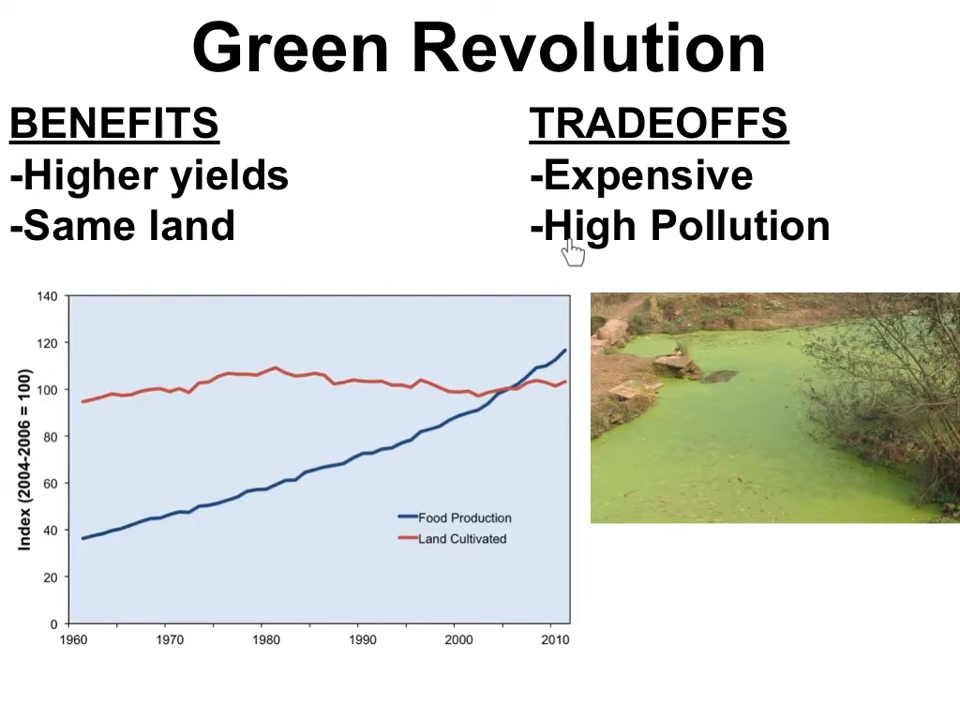 Green Revolution
BENEFITS
-Higher yields
-Same land
TRADEOFFS
-Expensive
-High Pollution
Index (2004-2006 = 100)
140
120
100
80
60
40
20
0
1960
1970
1980
1990
2000
2010
Food Production
Land Cultivated